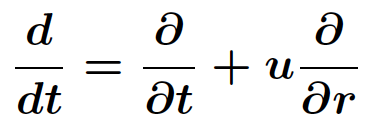 d/dt = ∂/∂t + u ∂/∂r